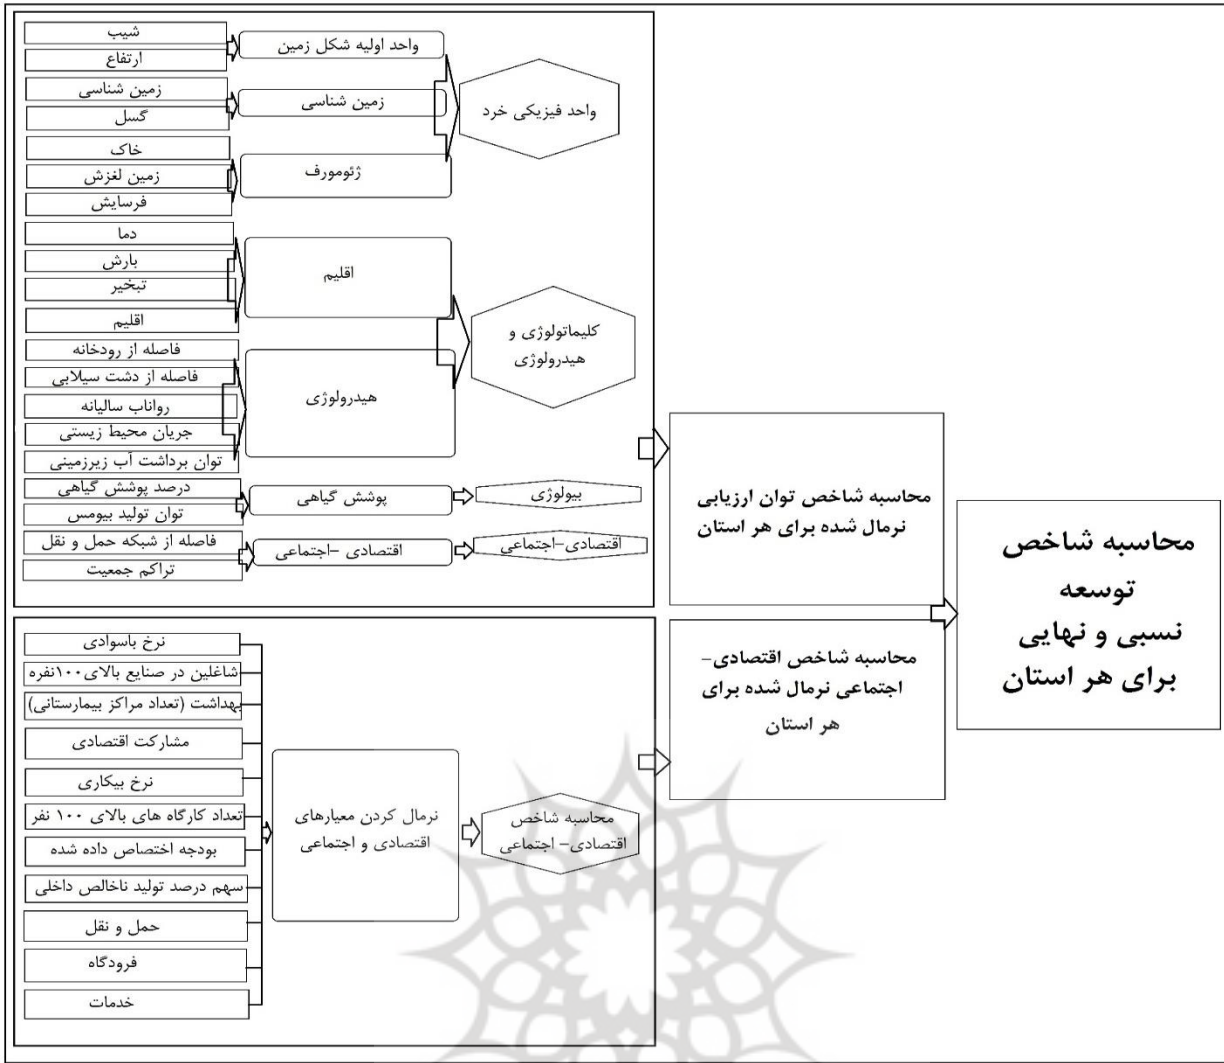 شیب
ارتفاع
واحد اولیه شکل زمین
زمین شناسی
گسل
زمین شناسی
خاک
زمین لغزش
فرسایش
ژئومورف
واحد فیزیکی خرد
دما
بارش
تبخیر
اقلیم
اقلیم
فاصله از رودخانه
فاصله از دشت سیلابی
رواناب سالیانه
جریان محیط زیستی
توان برداشت آب زیرزمینی
هیدرولوژی
کلیماتولوژی و
هیدرولوژی
درصد پوشش گیاهی
توان تولید بیومس
پوشش گیاهی
بیولوژی
فاصله از شبکه حمل و نقل
تراکم جمعیت
اقتصادی –اجتماعی
اقتصادی-اجتماعی
محاسبه شاخص توان ارزیابی
نرمال شده برای هر استان
نرخ باسوادی
شاغلین در صنایع بالای۱۰۰نفره
بهداشت (تعداد مراکز بیمارستانی)
مشارکت اقتصادی
نرخ بیکاری
تعداد کارگاه های بالای ۱۰۰ نفر
بودجه اختصاص داده شده
سهم درصد تولید ناخالص داخلی
حمل و نقل
فرودگاه
خدمات
نرمال کردن معیارهای
اقتصادی و اجتماعی
محاسبه شاخص
اقتصادی– اجتماعی
محاسبه شاخص اقتصادی–
اجتماعی نرمال شده برای
هر استان
محاسبه شاخص
توسعه
نسبی و نهایی
برای هر استان